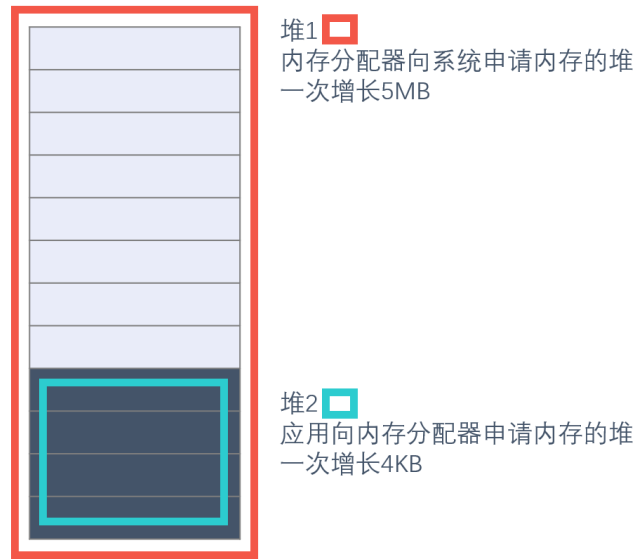 堆1
内存分配器向系统申请内存的堆
一次增长5MB
堆2
应用向内存分配器申请内存的堆
一次增长4KB